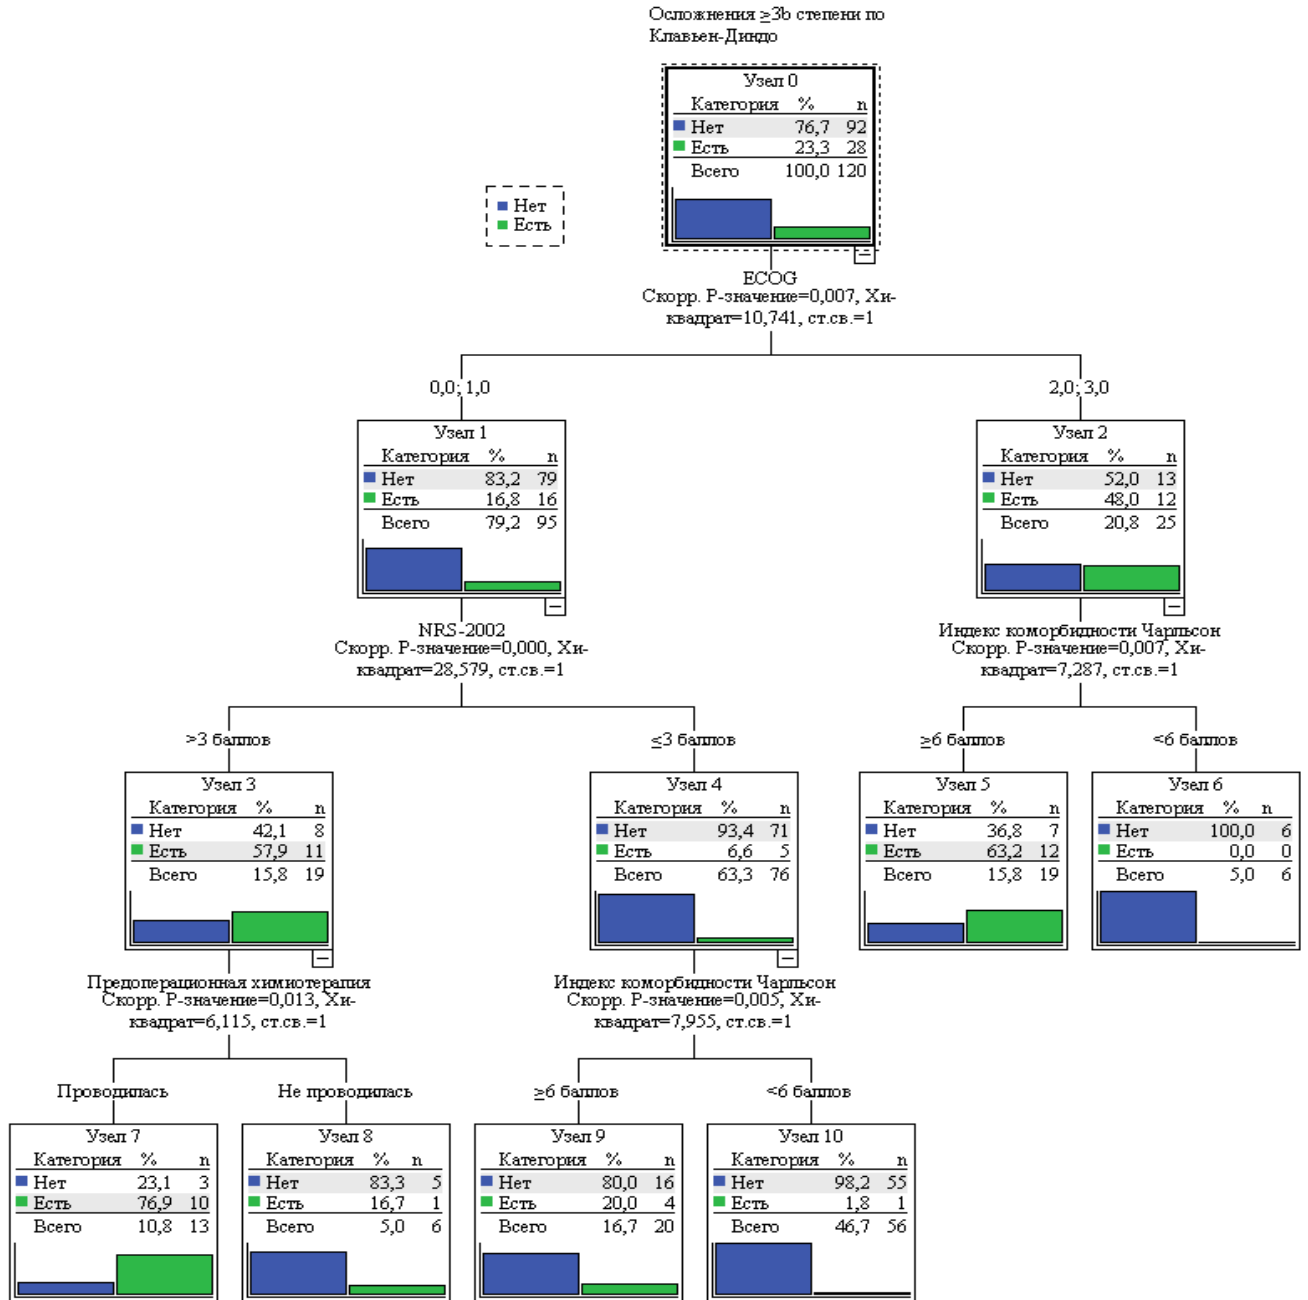 Осложнения ≥3b степени по
Клавьен-Диндо
Узел 0
Категория % n
Нет 76,7 92
Есть 23,3 28
Всего 100,0 120
Нет
Есть
ECOG
Скорр. P-значение=0,007, Хи-
квадрат=10,741, ст.св.=1
0,0; 1,0
2,0; 3,0
Узел 1
Категория % n
Нет 83,2 79
Есть 16,8 16
Всего 79,2 95
Узел 2
Категория % n
Нет 52,0 13
Есть 48,0 12
Всего 20,8 25
NRS-2002
Скорр. P-значение=0,000, Хи-
квадрат=28,579, ст.св.=1
Индекс коморбидности Чарльсон
Скорр. P-значение=0,007, Хи-
квадрат=7,287, ст.св.=1
>3 баллов
≤3 баллов
≥6 баллов
<6 баллов
Узел 3
Категория % n
Нет 42,1 8
Есть 57,9 11
Всего 15,8 19
Узел 4
Категория % n
Нет 93,4 71
Есть 6,6 5
Всего 63,3 76
Узел 5
Категория % n
Нет 36,8 7
Есть 63,2 12
Всего 15,8 19
Узел 6
Категория % n
Нет 100,0 6
Есть 0,0 0
Всего 5,0 6
Предоперационная химиотерапия
Скорр. P-значение=0,013, Хи-
квадрат=6,115, ст.св.=1
Индекс коморбидности Чарльсон
Скорр. P-значение=0,005, Хи-
квадрат=7,955, ст.св.=1
Проводилась
Не проводилась
≥6 баллов
<6 баллов
Узел 7
Категория % n
Нет 23,1 3
Есть 76,9 10
Всего 10,8 13
Узел 8
Категория % n
Нет 83,3 5
Есть 16,7 1
Всего 5,0 6
Узел 9
Категория % n
Нет 80,0 16
Есть 20,0 4
Всего 16,7 20
Узел 10
Категория % n
Нет 98,2 55
Есть 1,8 1
Всего 46,7 56